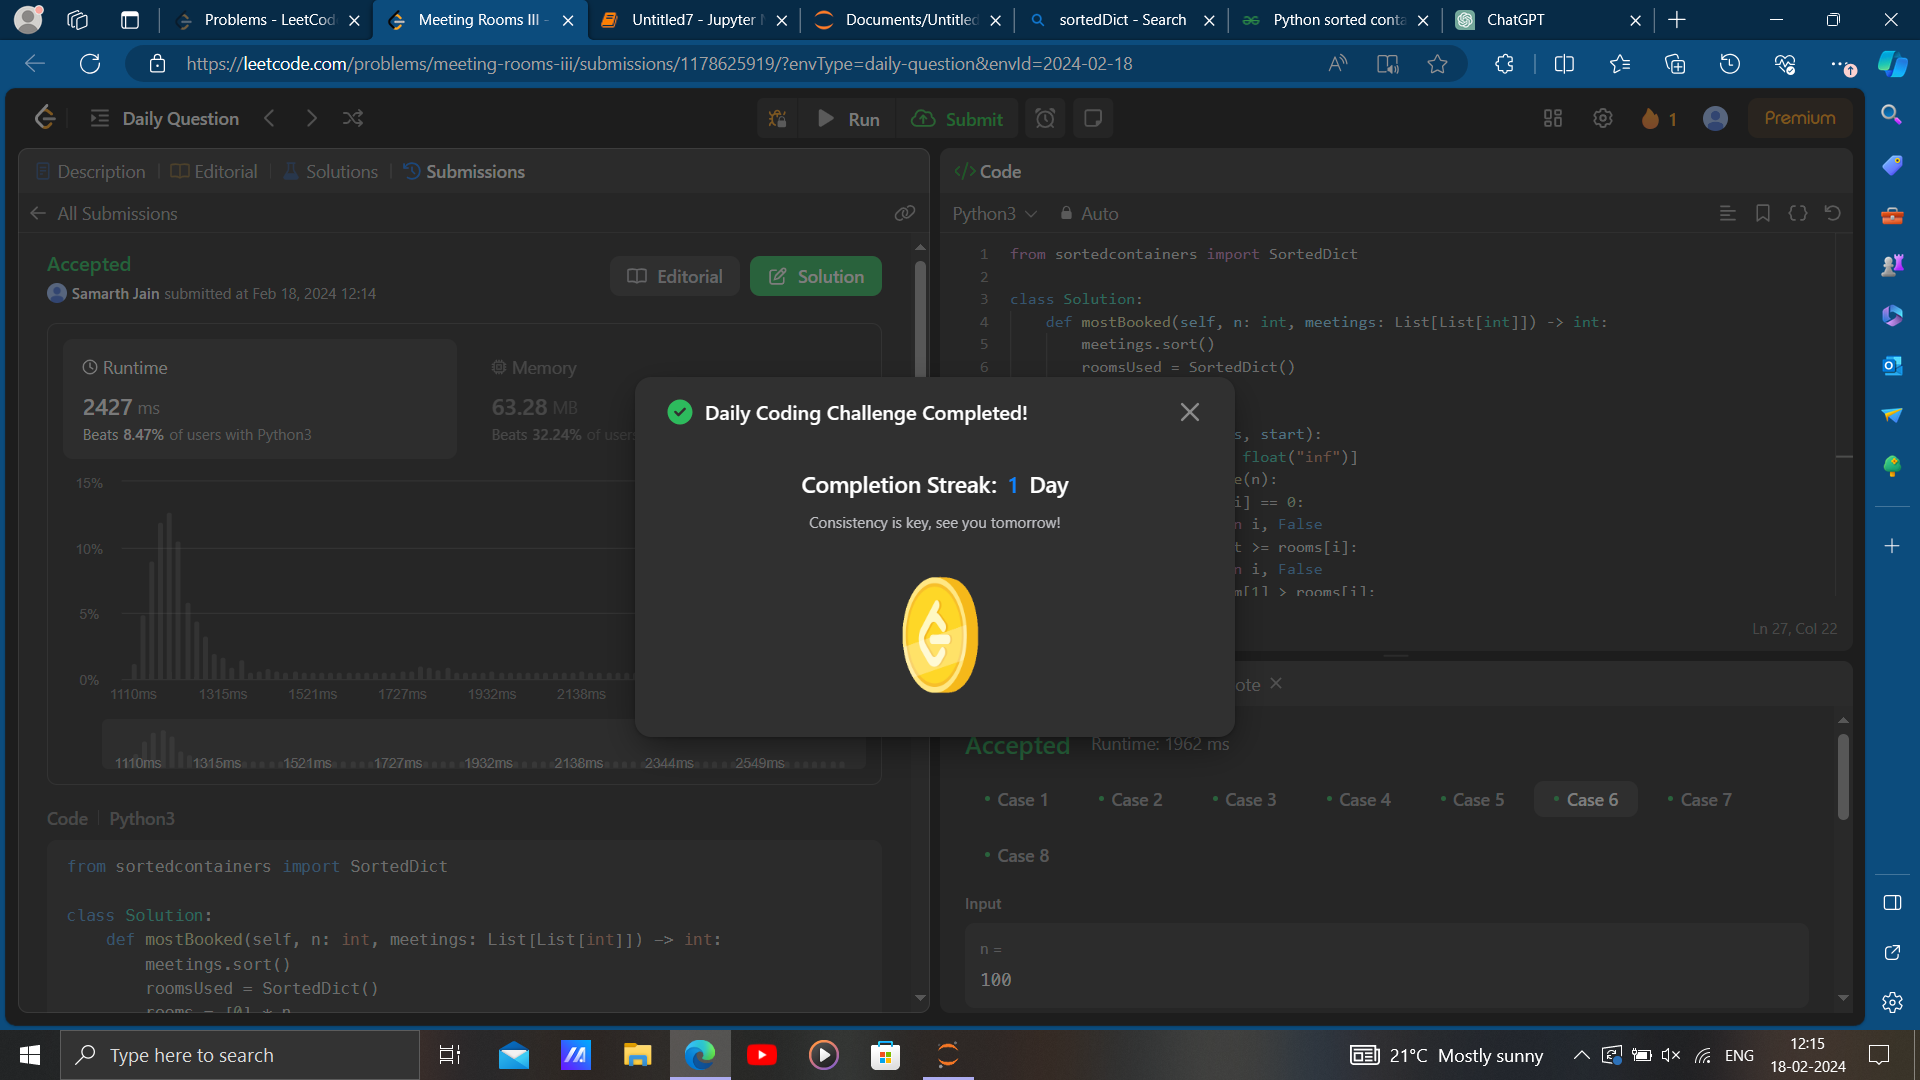 Problems - LeetCod
Meeting Rooms III -
Untitled7 - Jupyter
Documents/Untitled
sortedDict - Search
Python sorted conta
ChatGPT
https://leetcode.com/problems/meeting-rooms-iii/submissions/1178625919/?envType=daily-question&envId=2024-02-18
Daily Question
Run
Submit
1
Premium
Description
Editorial
Solutions
Submissions
All Submissions
Accepted
Samarth Jain submitted at Feb 18, 2024 12:14
Editorial
Solution
Runtime
2427 ms
Beats 8.47% of users with Python3
Memory
63.28 MB
Beats 32.24% of users
15%
10%
5%
0%
1110ms 1315ms 1521ms 1727ms 1932ms 2138ms
1110ms 1315ms 1521ms 1727ms 1932ms 2138ms 2344ms 2549ms
Code Python3
from sortedcontainers import SortedDict
class Solution:
def mostBooked(self, n: int, meetings: List[List[int]]) -> int:
meetings.sort()
roomsUsed = SortedDict()
rooms = [0] * n
Daily Coding Challenge Completed!
Completion Streak: 1 Day
Consistency is key, see you tomorrow!
</> Code
Python3
Auto
1 from sortedcontainers import SortedDict
2
3 class Solution:
4 def mostBooked(self, n: int, meetings: List[List[int]]) -> int:
5 meetings.sort()
6 roomsUsed = SortedDict()
s, start):
float("inf")]
e(n):
i] == 0:
n i, False
t >= rooms[i]:
n i, False
m[1] > rooms[i]:
Ln 27, Col 22
ote
Accepted
Runtime: 1962 ms
Case 1
Case 2
Case 3
Case 4
Case 5
Case 6
Case 7
Case 8
Input
n =
100
Type here to search
21°C Mostly sunny
ENG
12:15
18-02-2024